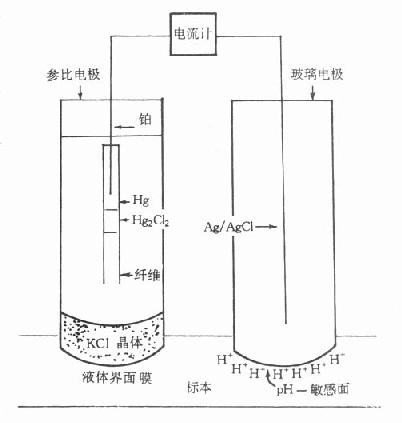 电流计
参比电极
玻璃电极
铂
Hg
Hg₂Cl₂
Ag/AgCl
纤维
KCl 晶体
H⁺ H⁺ H⁺ H⁺ H⁺ H⁺ H⁺ H⁺
液体界面膜
标本
pH—敏感面